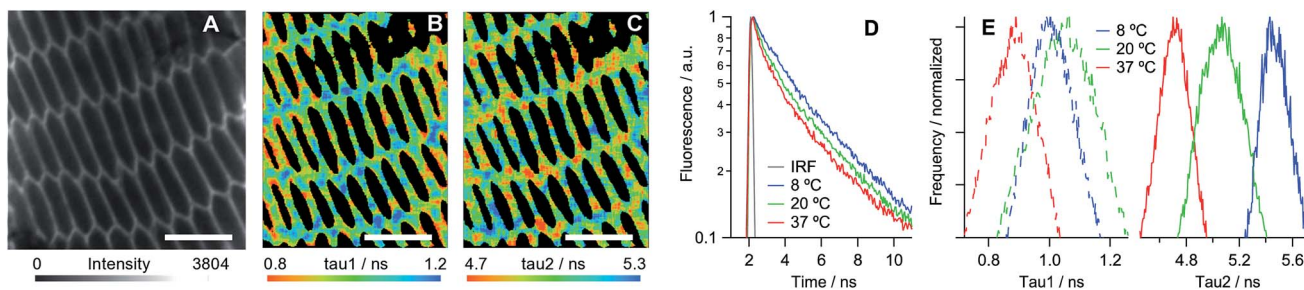 A
0 Intensity 3804
B
0.8 tau1 / ns 1.2
C
4.7 tau2 / ns 5.3
D
Fluorescence / a.u.
1
8
7
6
5
4
3
2
0.1
IRF
8 ºC
20 ºC
37 ºC
2 4 6 8 10
Time / ns
E
Frequency / normalized
8 ºC
20 ºC
37 ºC
0.8 1.0 1.2
Tau1 / ns
4.8 5.2 5.6
Tau2 / ns